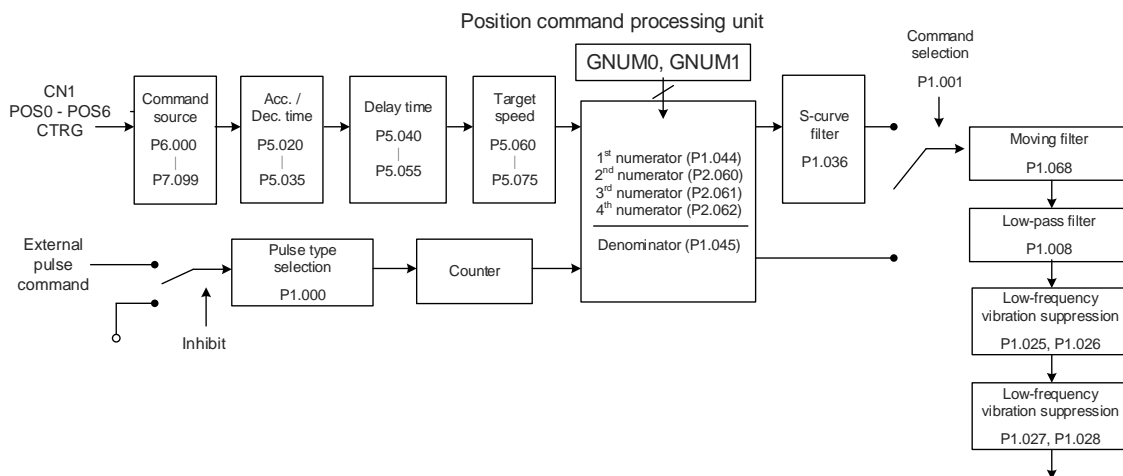 Position command processing unit
GNUM0, GNUM1
Command
selection
P1.001
CN1
POS0 - POS6
CTRG
Command
source
P6.000
P7.099
Acc. /
Dec. time
P5.020
P5.035
Delay time
P5.040
P5.055
Target
speed
P5.060
P5.075
1st numerator (P1.044)
2nd numerator (P2.060)
3rd numerator (P2.061)
4th numerator (P2.062)
Denominator (P1.045)
S-curve
filter
P1.036
Moving filter
P1.068
Low-pass filter
P1.008
Low-frequency
vibration suppression
P1.025, P1.026
Low-frequency
vibration suppression
P1.027, P1.028
External
pulse
command
Inhibit
Pulse type
selection
P1.000
Counter